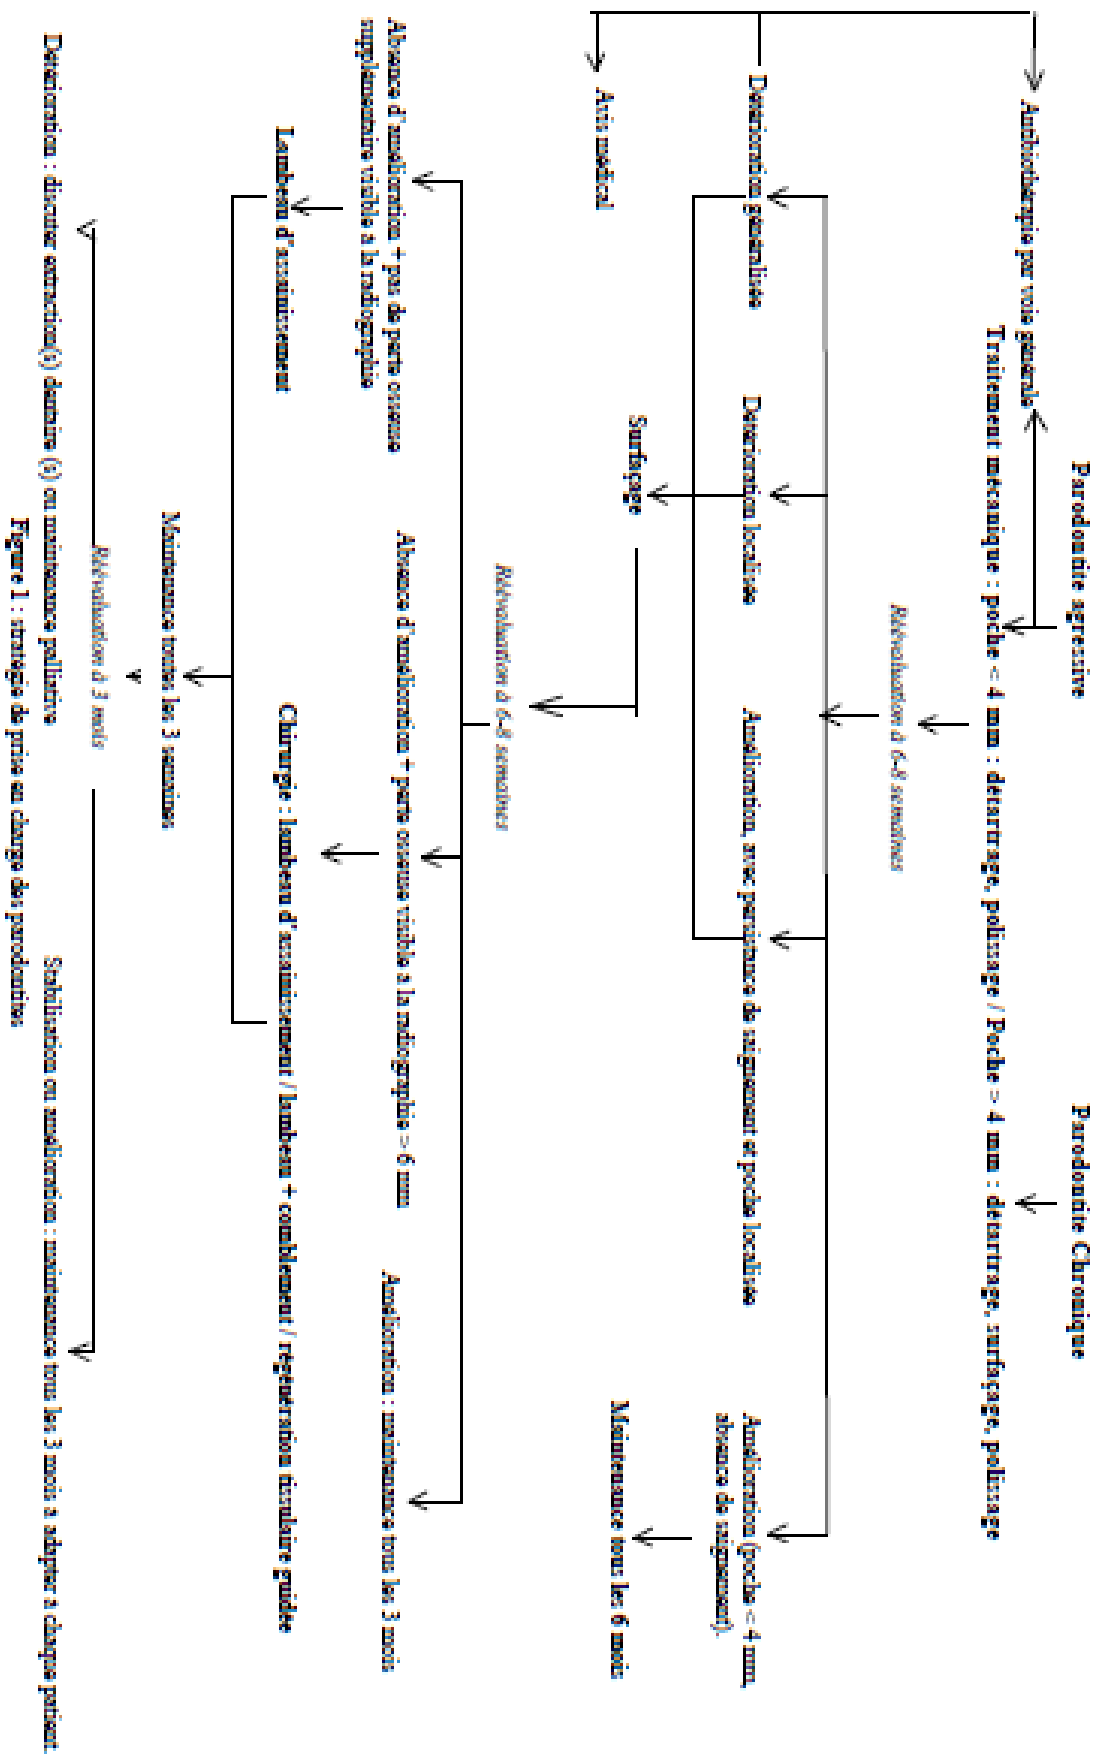 Parodontite agressive
Parodontite Chronique
Antibiothérapie par voie générale
Traitement mécanique : poche < 4 mm : détartrage, polissage / Poche > 4 mm : détartrage, surfaçage, polissage
Réévaluation à 6-8 semaines
Détérioration généralisée
Détérioration localisée
Amélioration, avec persistance de saignement et poche localisée
Amélioration (poche < 4 mm,
absence de saignement).
Avis médical
Surfaçage
Maintenance tous les 6 mois
Réévaluation à 6-8 semaines
Absence d'amélioration + pas de perte osseuse
supplémentaire visible à la radiographie
Absence d'amélioration + perte osseuse visible à la radiographie > 6 mm
Amélioration : maintenance tous les 3 mois
Lambeau d'assainissement
Chirurgie : lambeau d'assainissement / lambeau + comblement / régénération tissulaire guidée
Maintenance toutes les 3 semaines
Réévaluation à 3 mois
Détérioration : discuter extraction(s) dentaire (s) ou maintenance palliative
Stabilisation ou amélioration : maintenance tous les 3 mois à adapter à chaque patient.
Figure 1 : stratégie de prise en charge des parodontites